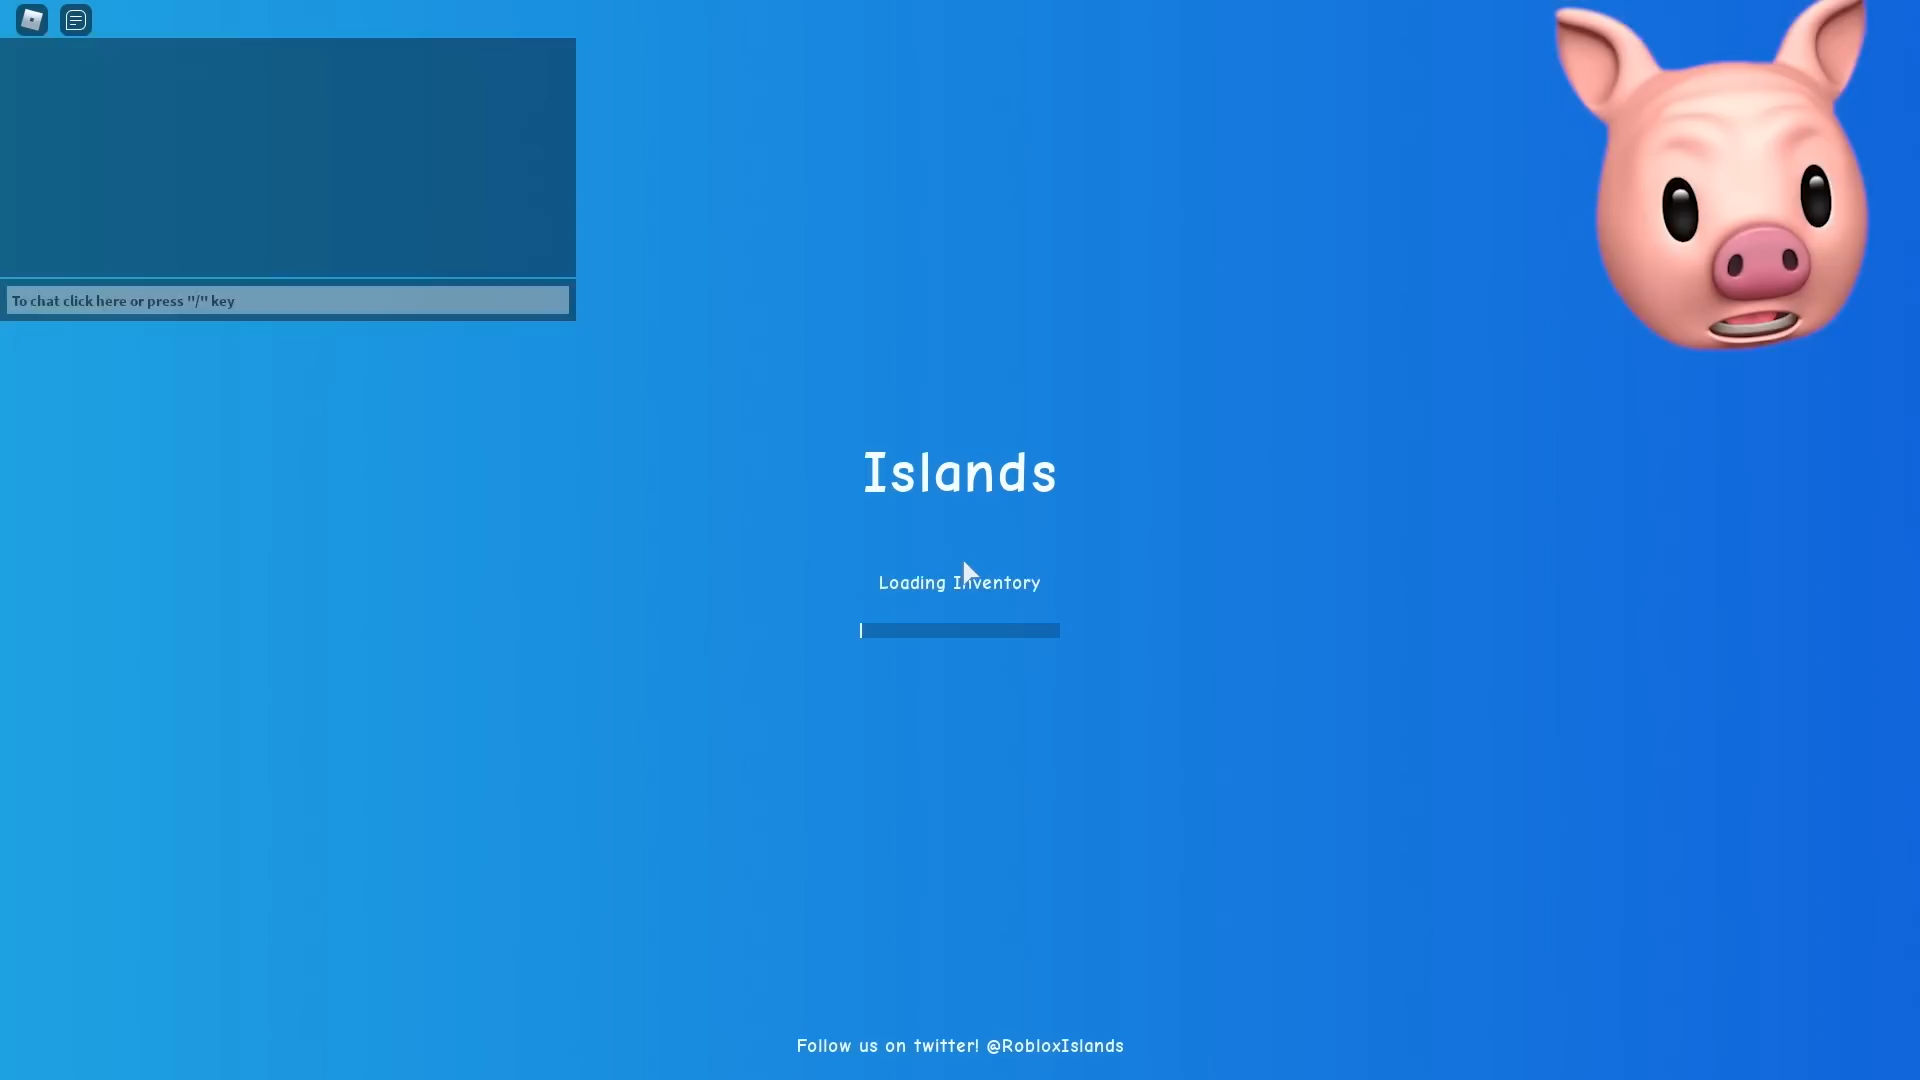 To chat click here or press "/" key
Islands
Loading Inventory
Follow us on twitter! @RobloxIslands